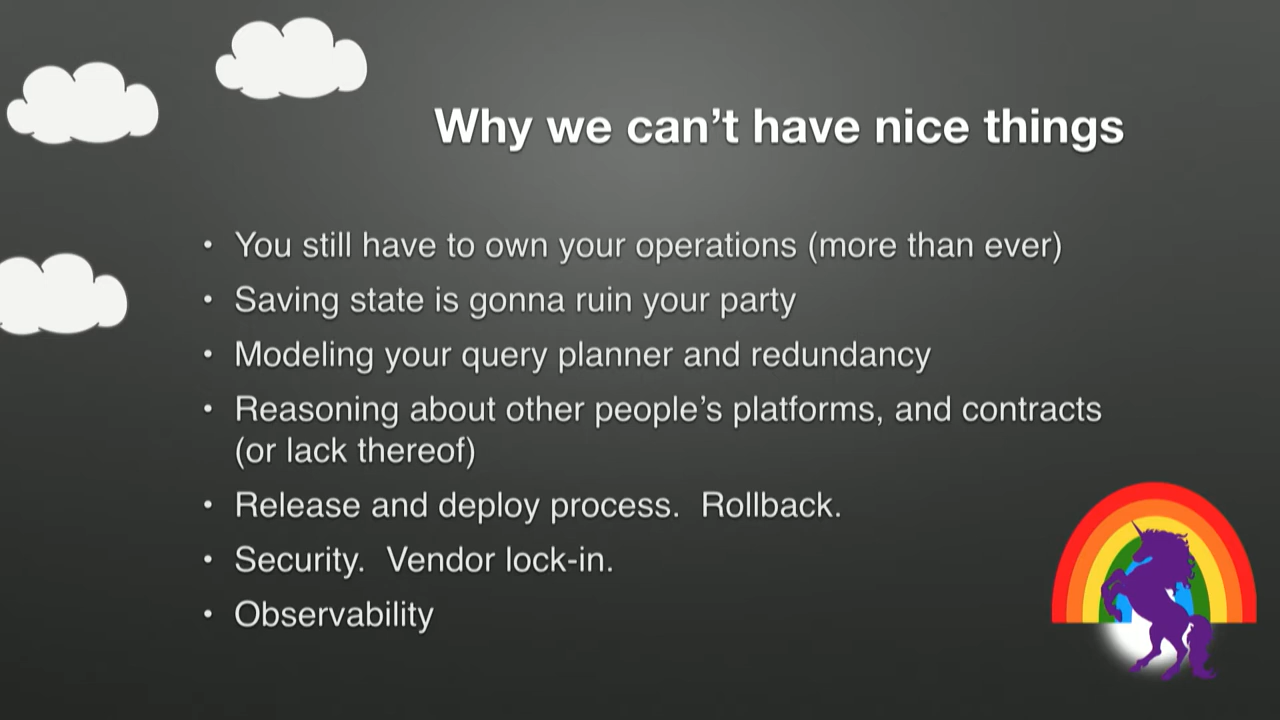 Why we can’t have nice things
• You still have to own your operations (more than ever)
• Saving state is gonna ruin your party
• Modeling your query planner and redundancy
• Reasoning about other people’s platforms, and contracts
(or lack thereof)
• Release and deploy process.  Rollback.
• Security.  Vendor lock-in.
• Observability